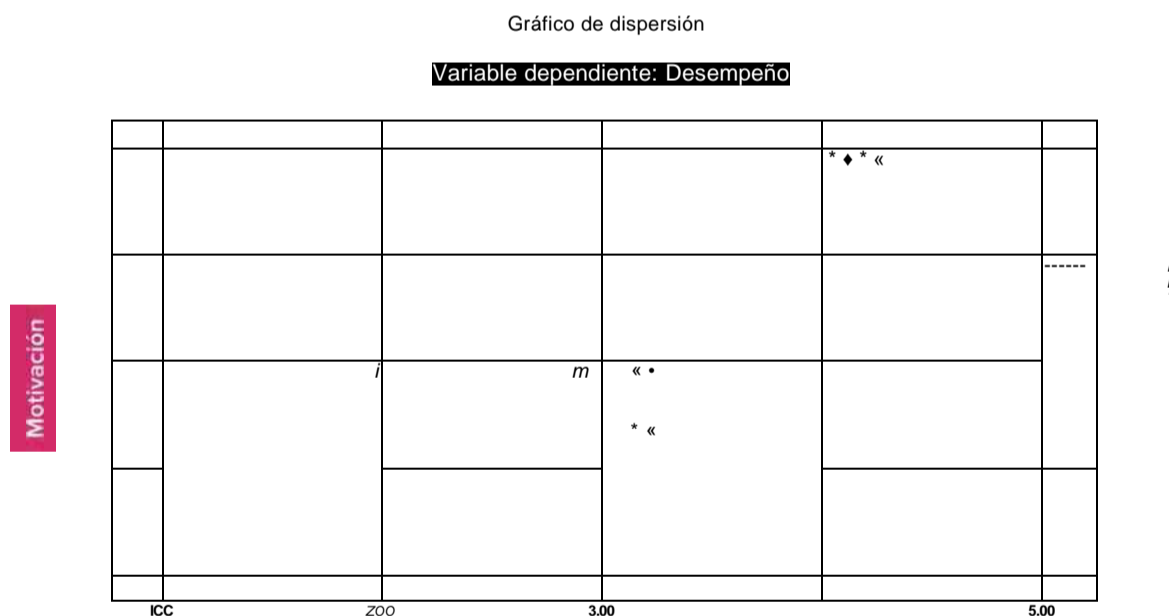 Gráfico de dispersión
Variable dependiente: Desempeño
* ♦ * «
------
Motivación
i m « •
* «
ICC ZOO 3.00 5.00